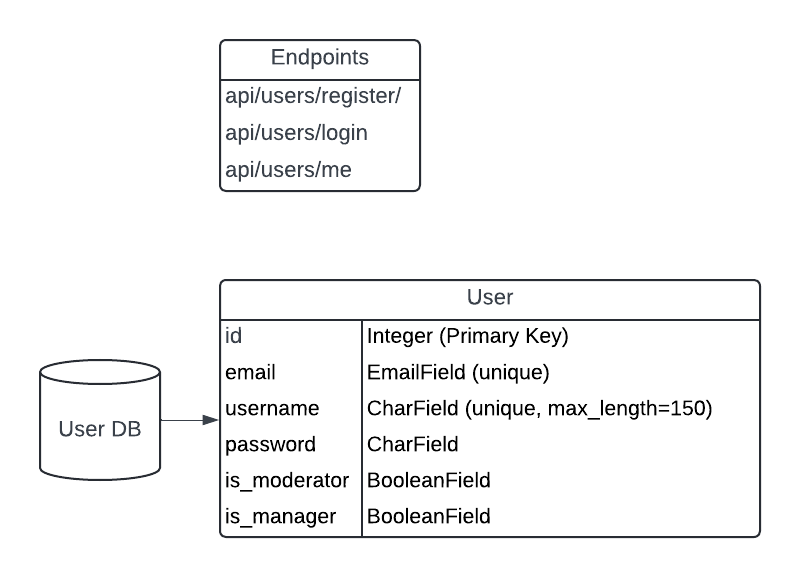 Endpoints
api/users/register/
api/users/login
api/users/me
User
id Integer (Primary Key)
email EmailField (unique)
username CharField (unique, max_length=150)
password CharField
is_moderator BooleanField
is_manager BooleanField
User DB